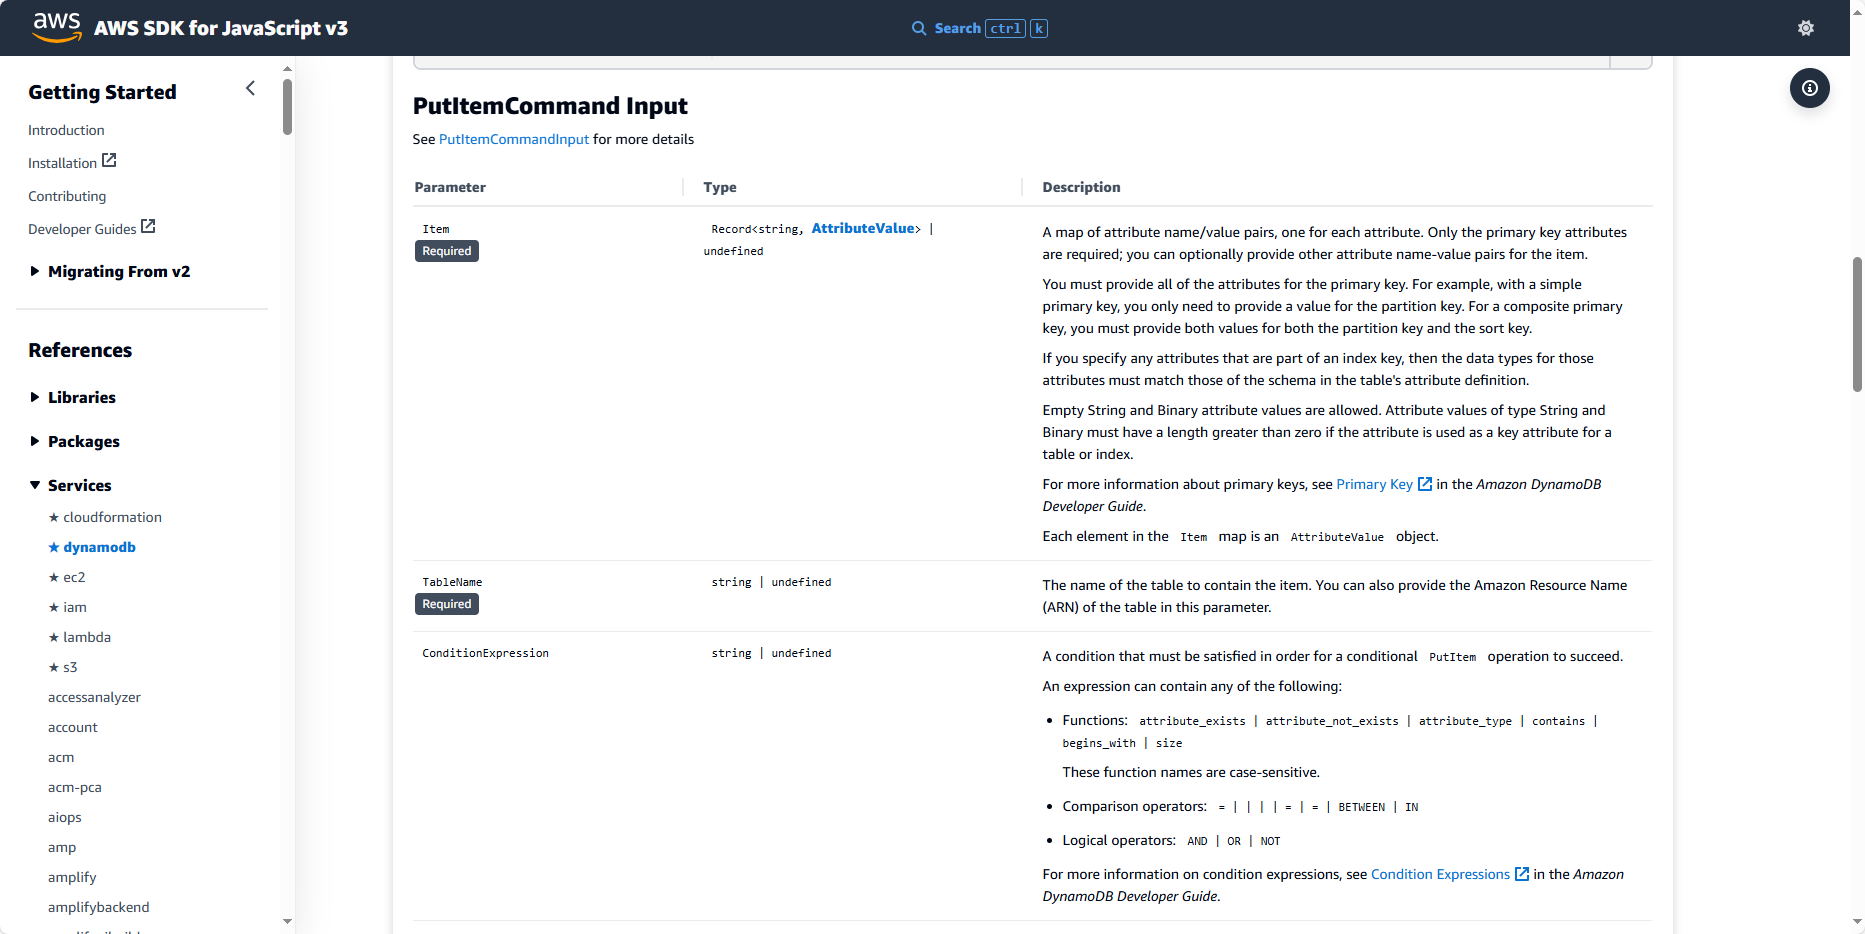 aws
AWS SDK for JavaScript v3
Search ctrl k
Getting Started
Introduction
Installation
Contributing
Developer Guides
Migrating From v2
References
Libraries
Packages
Services
★ cloudformation
★ dynamodb
★ ec2
★ iam
★ lambda
★ s3
accessanalyzer
account
acm
acm-pca
aiops
amp
amplify
amplifybackend
PutItemCommand Input
See PutItemCommandInput for more details
Parameter Type Description
Item
Required
Record<string, AttributeValue> |
undefined
A map of attribute name/value pairs, one for each attribute. Only the primary key attributes
are required; you can optionally provide other attribute name-value pairs for the item.
You must provide all of the attributes for the primary key. For example, with a simple
primary key, you only need to provide a value for the partition key. For a composite primary
key, you must provide both values for both the partition key and the sort key.
If you specify any attributes that are part of an index key, then the data types for those
attributes must match those of the schema in the table's attribute definition.
Empty String and Binary attribute values are allowed. Attribute values of type String and
Binary must have a length greater than zero if the attribute is used as a key attribute for a
table or index.
For more information about primary keys, see Primary Key in the Amazon DynamoDB
Developer Guide.
Each element in the Item map is an AttributeValue object.
TableName
Required
string | undefined
The name of the table to contain the item. You can also provide the Amazon Resource Name
(ARN) of the table in this parameter.
ConditionExpression
string | undefined
A condition that must be satisfied in order for a conditional PutItem operation to succeed.
An expression can contain any of the following:
• Functions: attribute_exists | attribute_not_exists | attribute_type | contains |
begins_with | size
These function names are case-sensitive.
• Comparison operators: = | | | | = | = | BETWEEN | IN
• Logical operators: AND | OR | NOT
For more information on condition expressions, see Condition Expressions in the Amazon
DynamoDB Developer Guide.